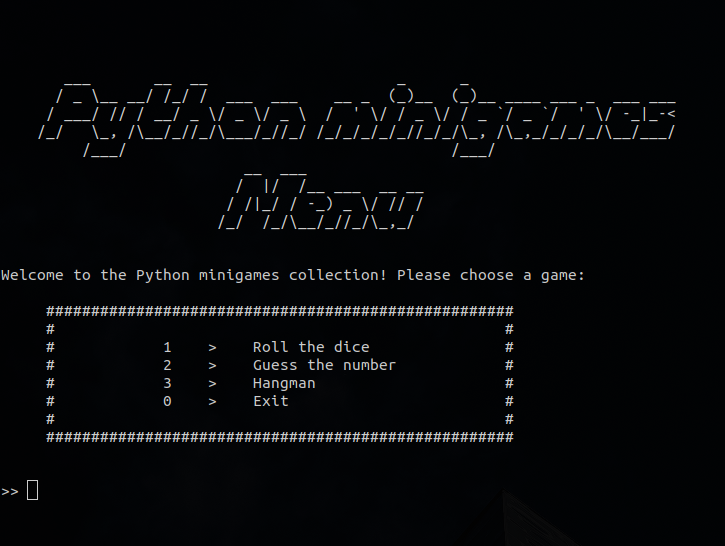 Python minigames
Menu
Welcome to the Python minigames collection! Please choose a game:
####################################################
# #
# 1 > Roll the dice #
# 2 > Guess the number #
# 3 > Hangman #
# 0 > Exit #
# #
####################################################
>>